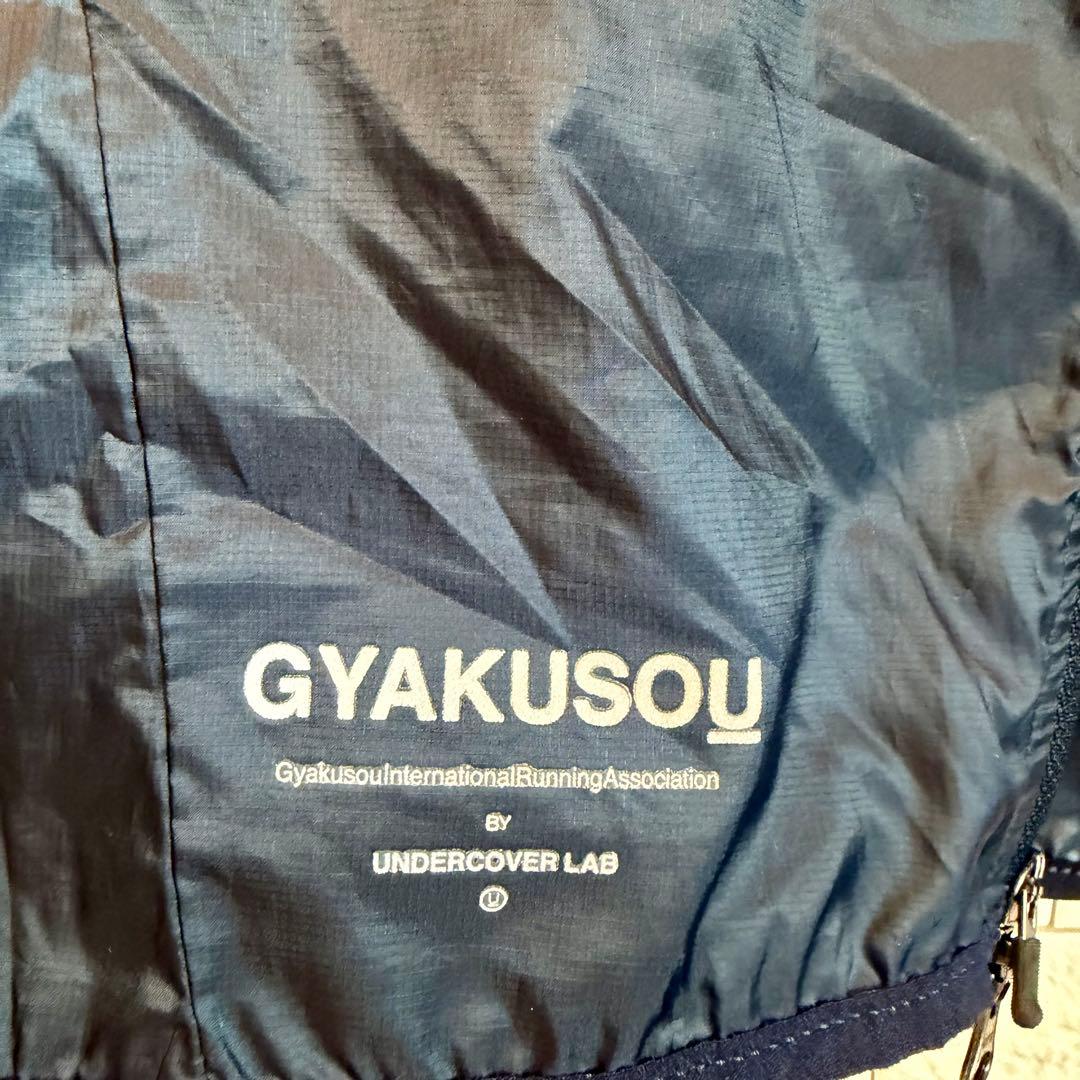 GYAKUSOU
GyakusouInternationalRunningAssociation
BY
UNDERCOVER LAB
U